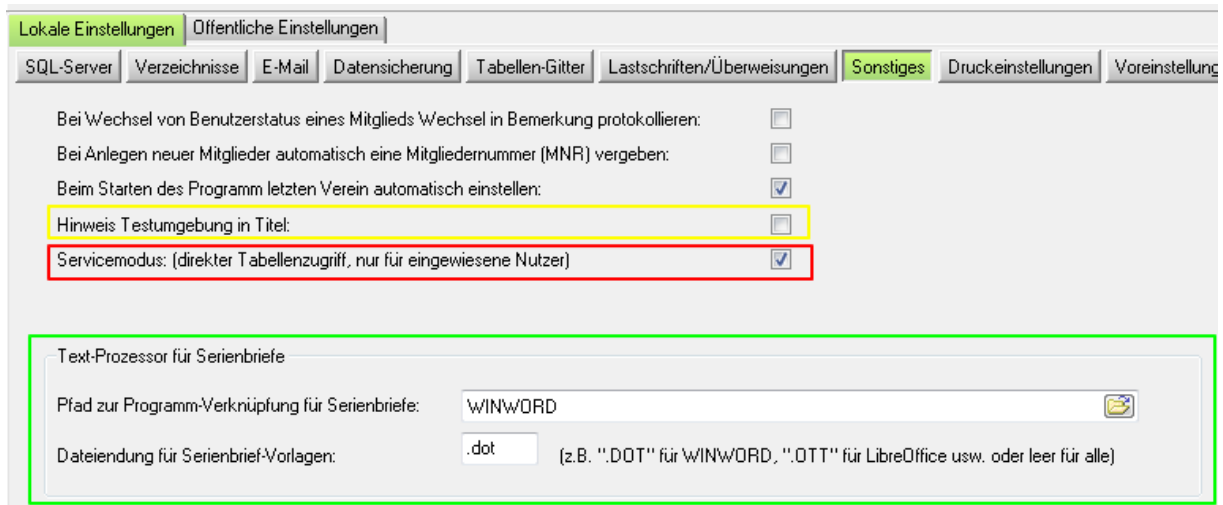 Lokale Einstellungen Öffentliche Einstellungen
SQL-Server Verzeichnisse E-Mail Datensicherung Tabellen-Gitter Lastschriften/Überweisungen Sonstiges Druckeinstellungen Voreinstellung
Bei Wechsel von Benutzerstatus eines Mitglieds Wechsel in Bemerkung protokollieren:
Bei Anlegen neuer Mitglieder automatisch eine Mitgliedernummer (MNR) vergeben:
Beim Starten des Programm letzten Verein automatisch einstellen:
Hinweis Testumgebung in Titel:
Servicemodus: (direkter Tabellenzugriff, nur für eingewiesene Nutzer)
Text-Prozessor für Serienbriefe
Pfad zur Programm-Verknüpfung für Serienbriefe: WINWORD
Dateiendung für Serienbrief-Vorlagen: .dot (z.B. ".DOT" für WINWORD, ".OTT" für LibreOffice usw. oder leer für alle)